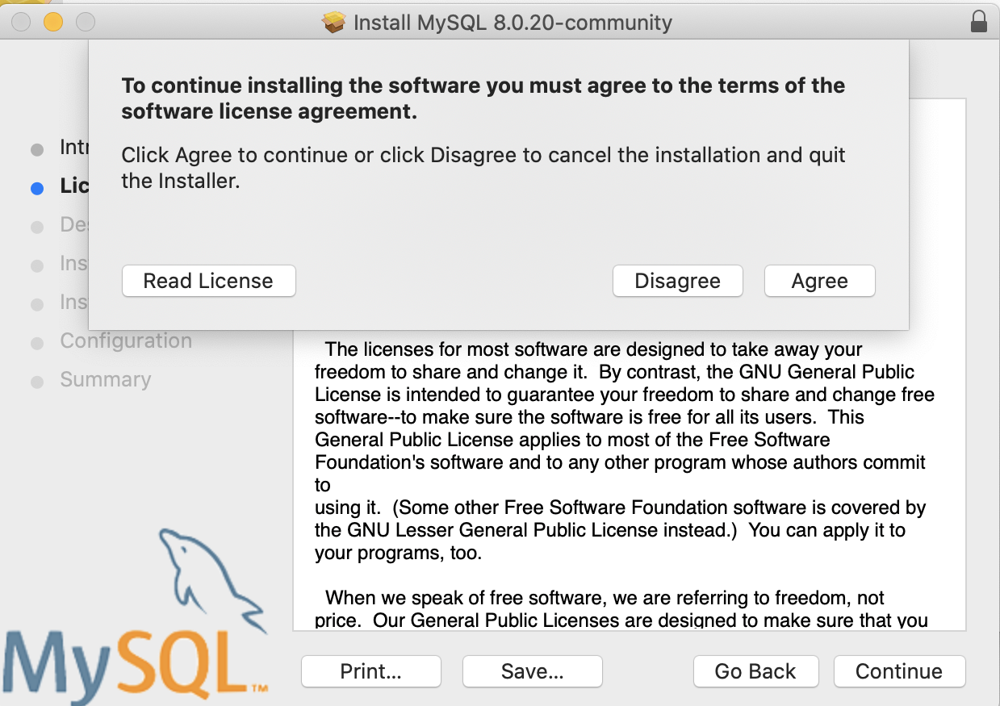 Install MySQL 8.0.20-community
To continue installing the software you must agree to the terms of the
software license agreement.
Click Agree to continue or click Disagree to cancel the installation and quit
the Installer.
Read License
Disagree
Agree
Intr
Lic
Des
Ins
Ins
Configuration
Summary
The licenses for most software are designed to take away your
freedom to share and change it.  By contrast, the GNU General Public
License is intended to guarantee your freedom to share and change free
software--to make sure the software is free for all its users.  This
General Public License applies to most of the Free Software
Foundation's software and to any other program whose authors commit
to
using it.  (Some other Free Software Foundation software is covered by
the GNU Lesser General Public License instead.)  You can apply it to
your programs, too.
When we speak of free software, we are referring to freedom, not
price.  Our General Public Licenses are designed to make sure that you
MySQL™
Print...
Save...
Go Back
Continue